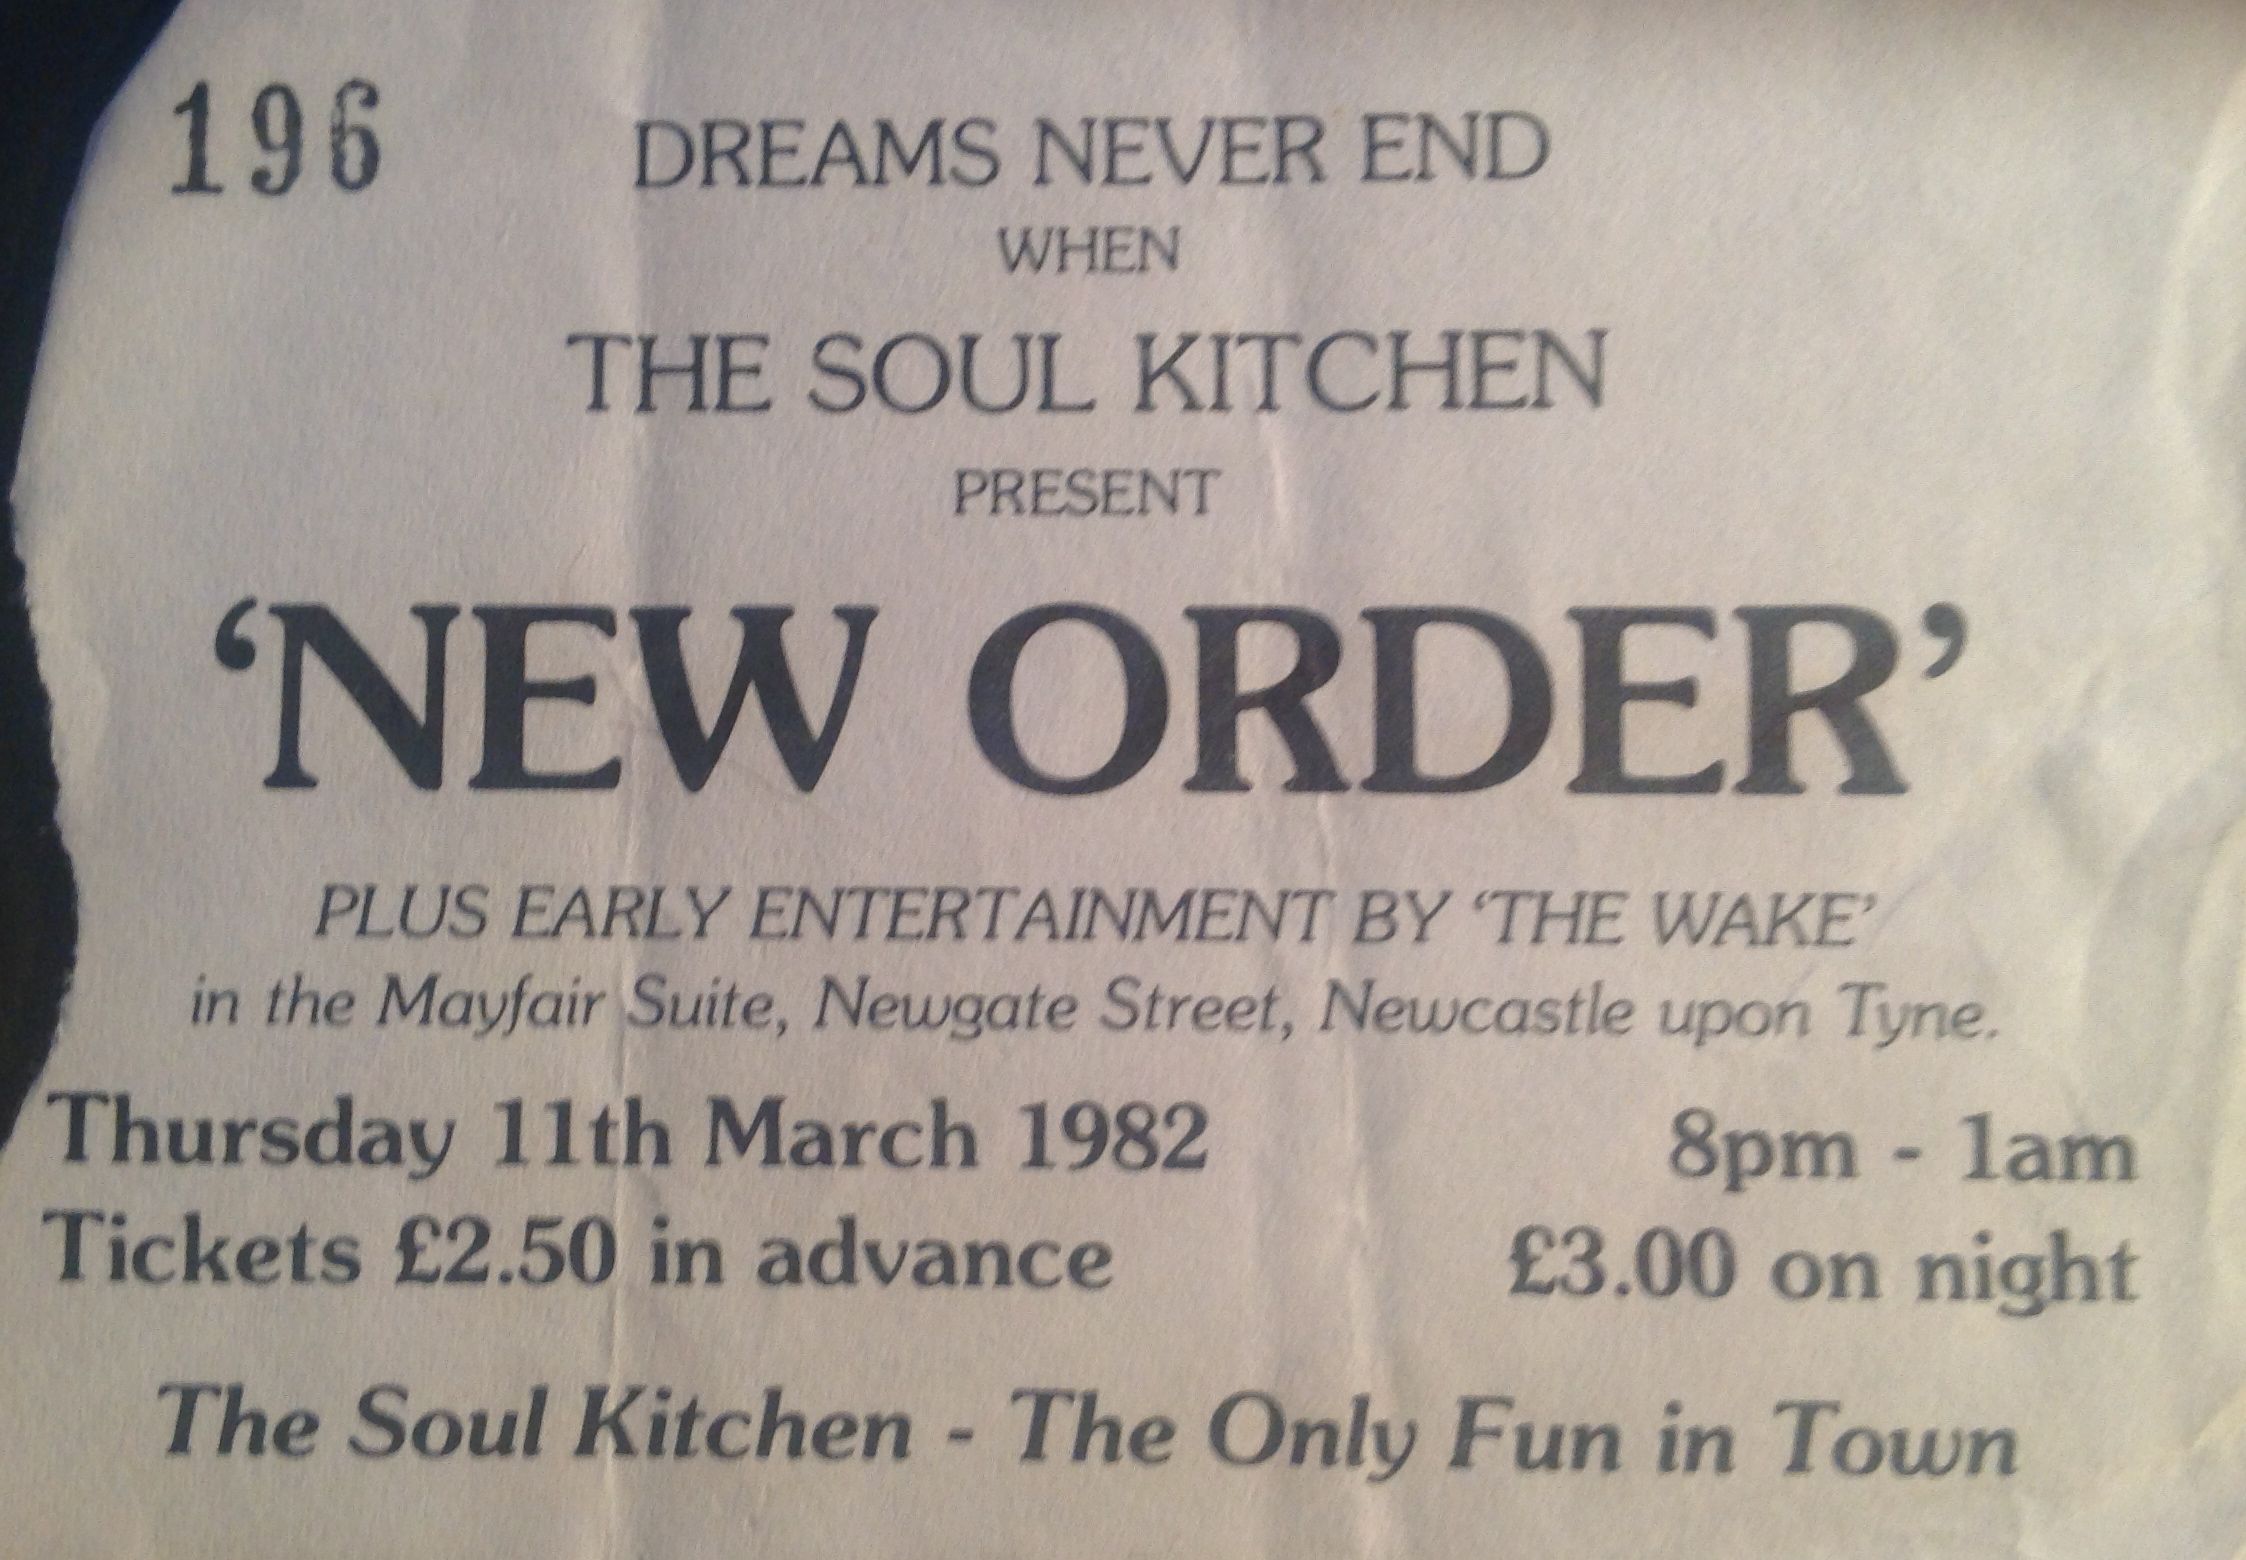 196
DREAMS NEVER END
WHEN
THE SOUL KITCHEN
PRESENT
‘NEW ORDER’
PLUS EARLY ENTERTAINMENT BY ‘THE WAKE’
in the Mayfair Suite, Newgate Street, Newcastle upon Tyne.
Thursday 11th March 1982 8pm - 1am
Tickets £2.50 in advance £3.00 on night
The Soul Kitchen - The Only Fun in Town